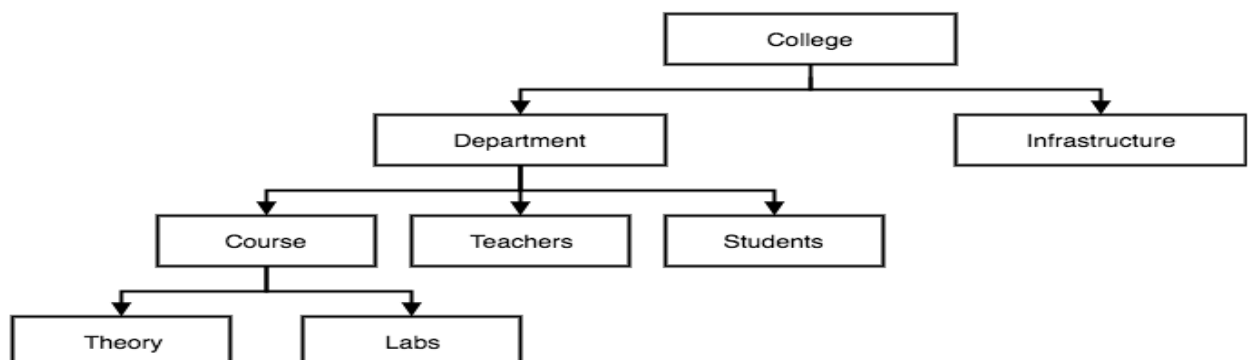 College
Department
Infrastructure
Course
Teachers
Students
Theory
Labs